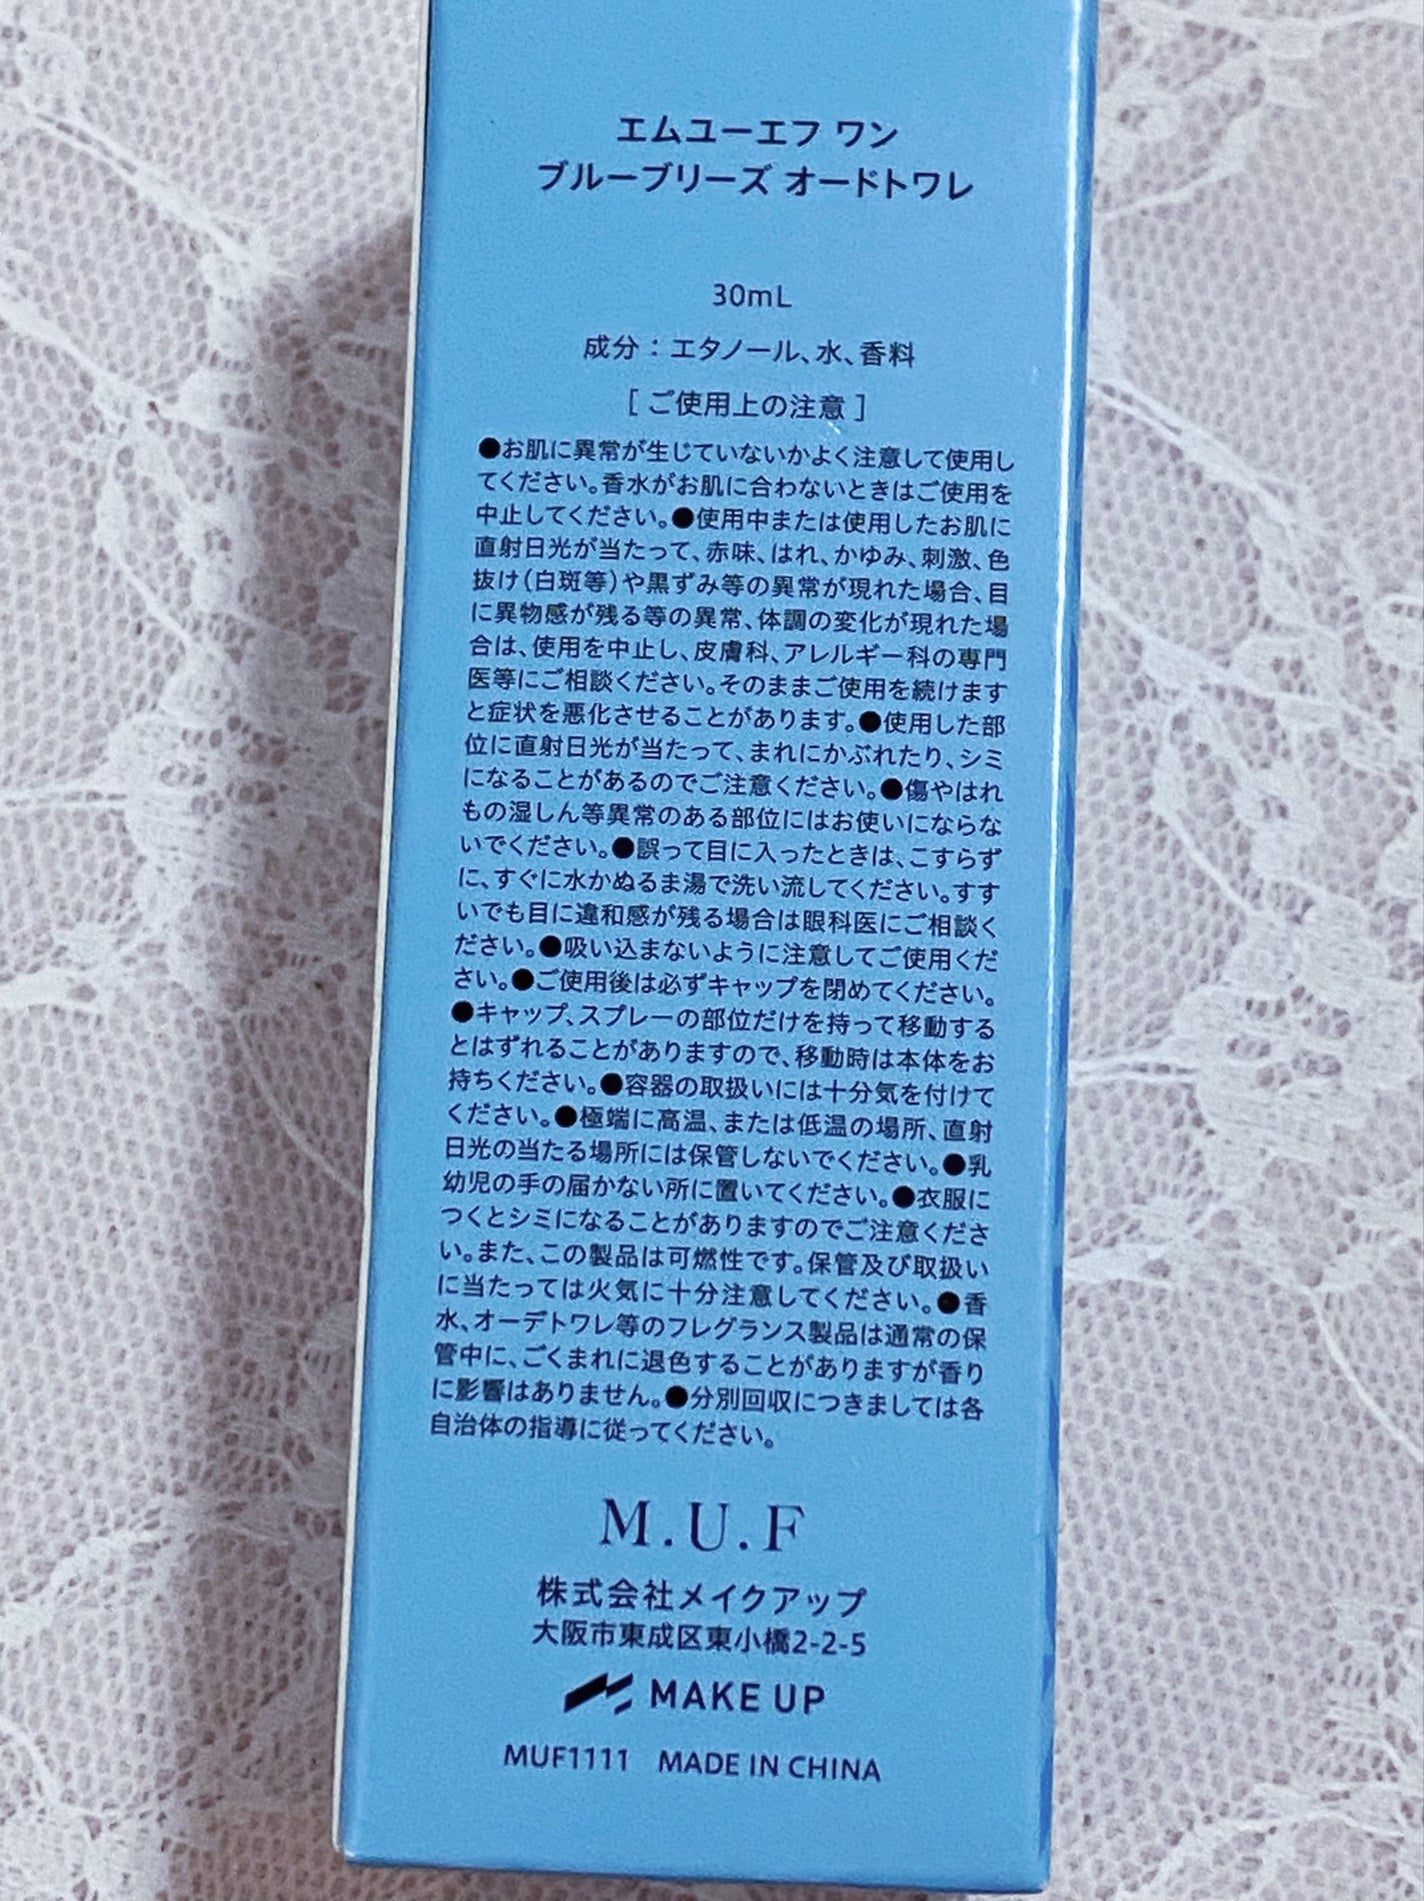 エムユーエフ ワン
ブルーブリーズ オードトワレ
30mL
成分：エタノール、水、香料
［ご使用上の注意］
●お肌に異常が生じていないかよく注意して使用し
てください。香水がお肌に合わないときはご使用を
中止してください。●使用中または使用したお肌に
直射日光が当たって、赤味、はれ、かゆみ、刺激、色
抜け（白斑等）や黒ずみ等の異常が現れた場合、目
に異物感が残る等の異常、体調の変化が現れた場
合は、使用を中止し、皮膚科、アレルギー科の専門
医等にご相談ください。そのままご使用を続けます
と症状を悪化させることがあります。●使用した部
位に直射日光が当たって、まれにかぶれたり、シミ
になることがあるのでご注意ください。●傷やはれ
もの湿しん等異常のある部位にはお使いにならな
いでください。●誤って目に入ったときは、こすらず
に、すぐに水かぬるま湯で洗い流してください。すす
いでも目に違和感が残る場合は眼科医にご相談く
ださい。●吸い込まないように注意してご使用くだ
さい。●ご使用後は必ずキャップを閉めてください。
●キャップ、スプレーの部位だけを持って移動する
とはずれることがありますので、移動時は本体をお
持ちください。●容器の取扱いには十分気を付けて
ください。●極端に高温、または低温の場所、直射
日光の当たる場所には保管しないでください。●乳
幼児の手の届かない所に置いてください。●衣服に
つくとシミになることがありますのでご注意くださ
い。また、この製品は可燃性です。保管及び取扱い
に当たっては火気に十分注意してください。●香
水、オーデトワレ等のフレグランス製品は通常の保
管中に、ごくまれに退色することがありますが香り
に影響はありません。●分別回収につきましては各
自治体の指導に従ってください。
M.U.F
株式会社メイクアップ
大阪市東成区東小橋2-2-5
MAKE UP
MUF1111 MADE IN CHINA